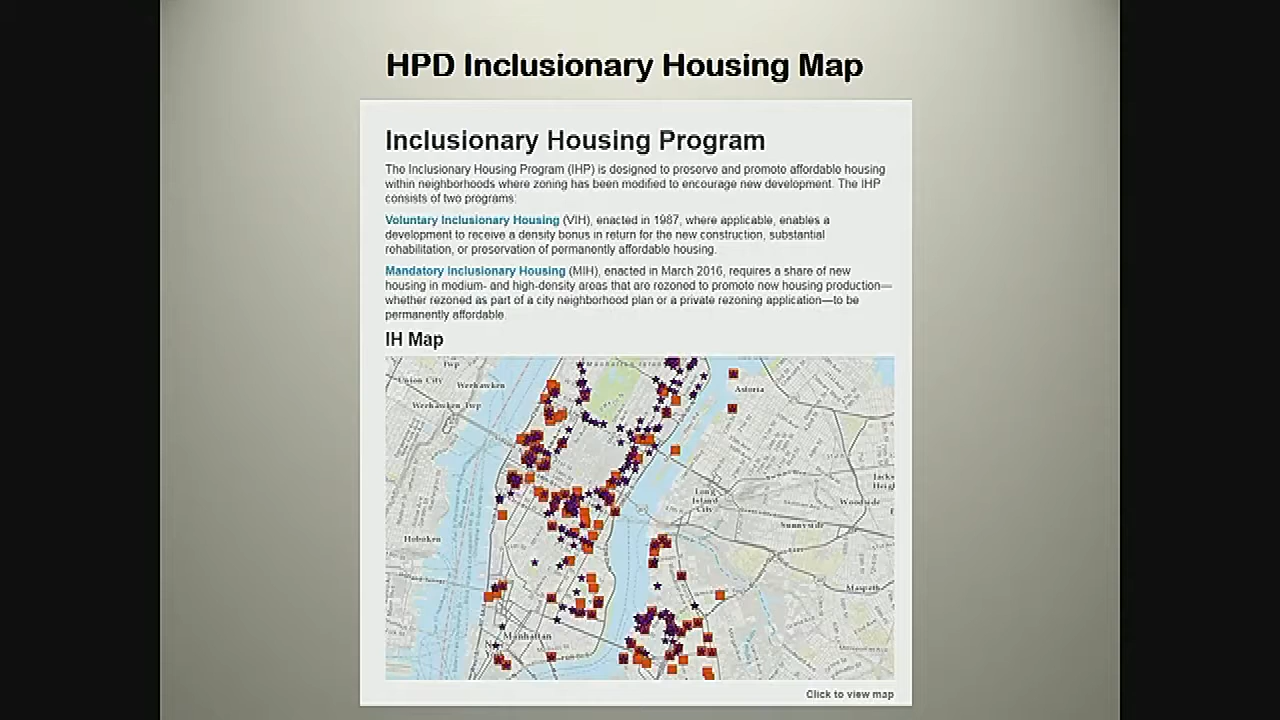 HPD Inclusionary Housing Map
Inclusionary Housing Program
The Inclusionary Housing Program (IHP) is designed to preserve and promote affordable housing
within neighborhoods where zoning has been modified to encourage new development. The IHP
consists of two programs:
Voluntary Inclusionary Housing (VIH), enacted in 1987, where applicable, enables a
development to receive a density bonus in return for the new construction, substantial
rehabilitation, or preservation of permanently affordable housing.
Mandatory Inclusionary Housing (MIH), enacted in March 2016, requires a share of new
housing in medium- and high-density areas that are rezoned to promote new housing production—
whether rezoned as part of a city neighborhood plan or a private rezoning application—to be
permanently affordable.
IH Map
Twp
Union City
Weehawken
Astoria
Weehawken Twp
Long
Island
City
Woodside
Sunnyside
Hoboken
Maspeth
Manhattan
Click to view map